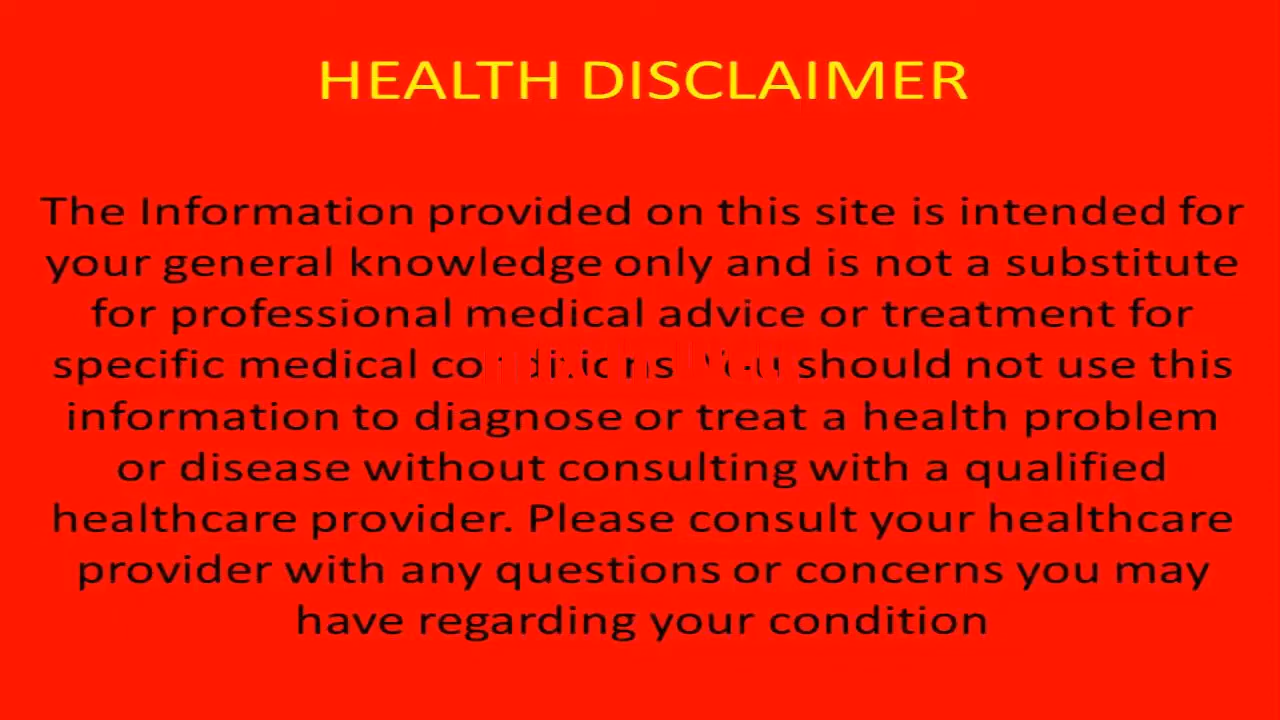 HEALTH DISCLAIMER
The Information provided on this site is intended for
your general knowledge only and is not a substitute
for professional medical advice or treatment for
specific medical conditions You should not use this
information to diagnose or treat a health problem
or disease without consulting with a qualified
healthcare provider. Please consult your healthcare
provider with any questions or concerns you may
have regarding your condition